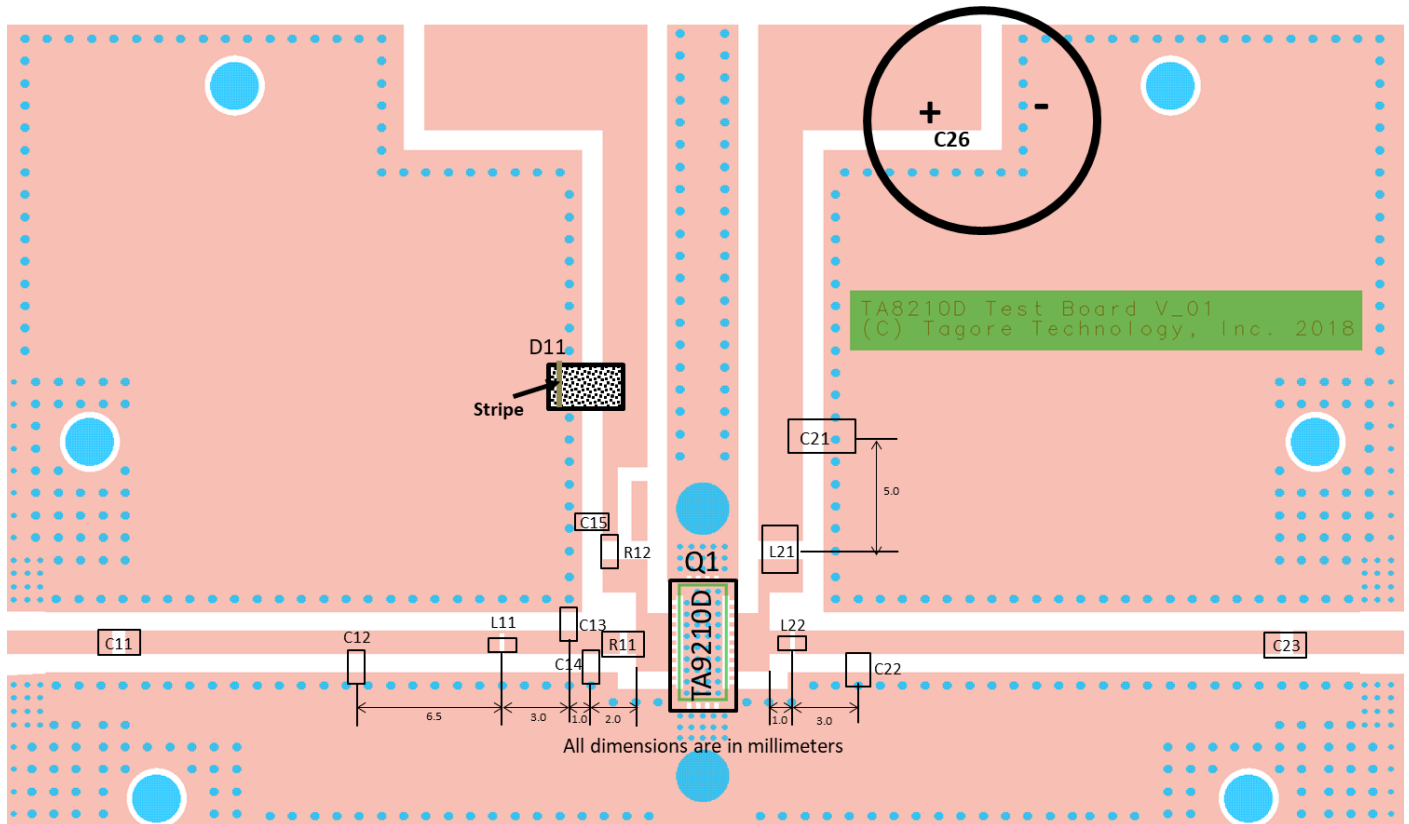 +
-
C26
TA8210D Test Board V_01
(C) Tagore Technology, Inc. 2018
D11
Stripe
C21
5.0
C15
R12
L21
Q1
TA9210D
C11
C12
L11
C13
C14
R11
L22
C22
C23
6.5
3.0
1.0
2.0
1.0
3.0
All dimensions are in millimeters